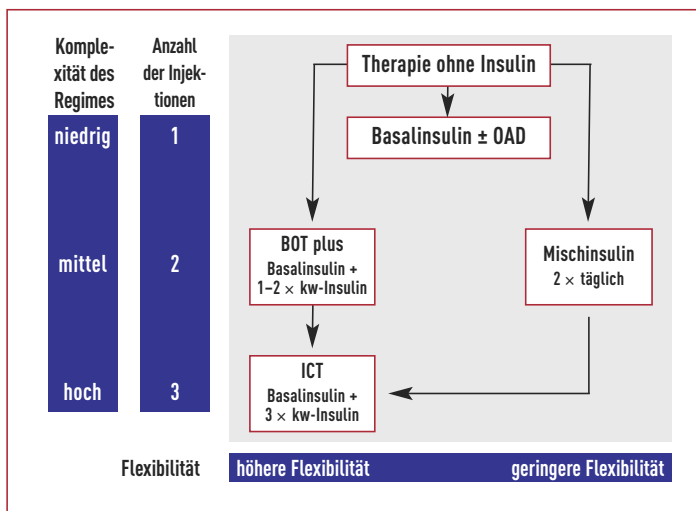 Komple-
xität des
Regimes
Anzahl
der Injek-
tionen
niedrig
1
mittel
2
hoch
3
Therapie ohne Insulin
Basalinsulin ± OAD
BOT plus
Basalinsulin +
1–2 × kw-Insulin
Mischinsulin
2 × täglich
ICT
Basalinsulin +
3 × kw-Insulin
Flexibilität
höhere Flexibilität
geringere Flexibilität